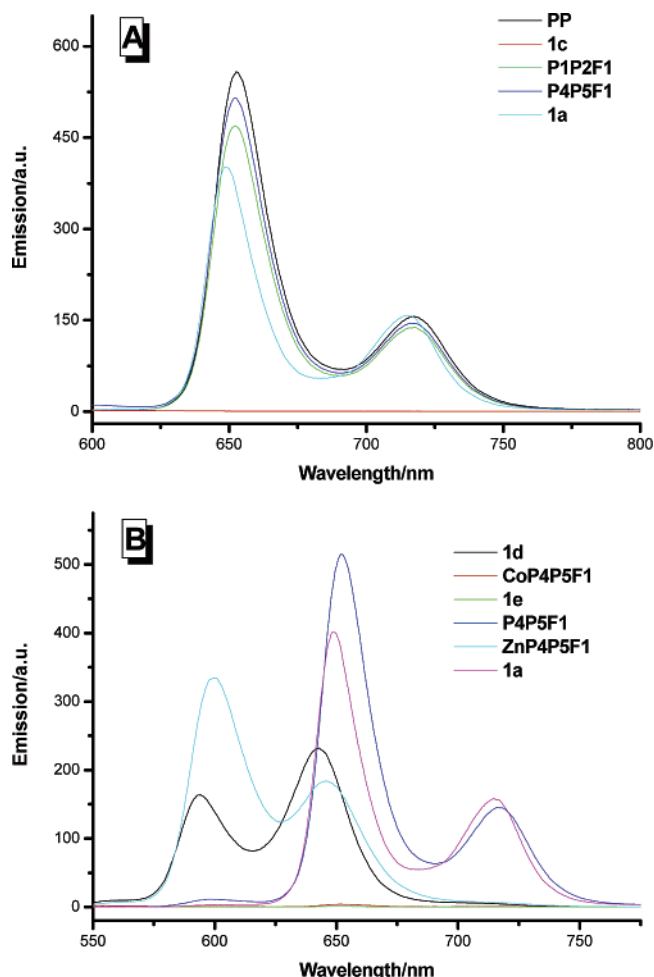 A
PP
1c
P1P2F1
P4P5F1
1a
600
450
300
150
0
Emission/a.u.
600 650 700 750 800
Wavelength/nm
B
1d
CoP4P5F1
1e
P4P5F1
ZnP4P5F1
1a
500
400
300
200
100
0
Emission/a.u.
550 600 650 700 750
Wavelength/nm